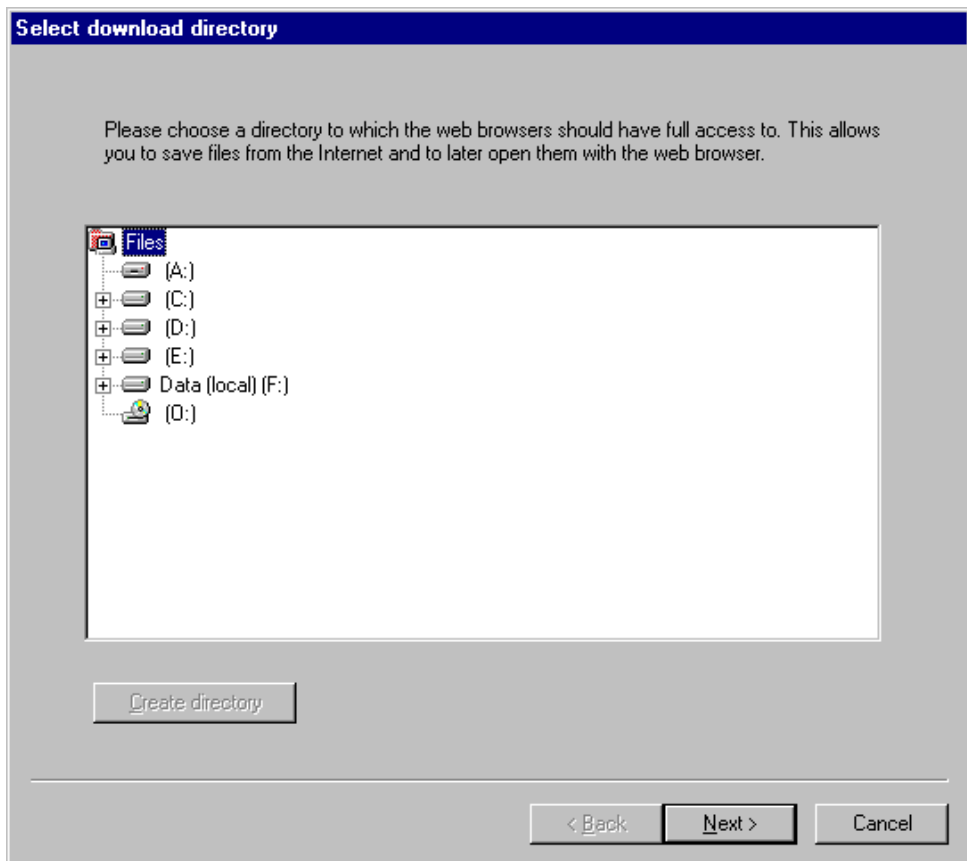 Select download directory
Please choose a directory to which the web browsers should have full access to. This allows
you to save files from the Internet and to later open them with the web browser.
Files
(A:)
(C:)
(D:)
(E:)
Data (local) (F:)
(O:)
Create directory
< Back
Next >
Cancel